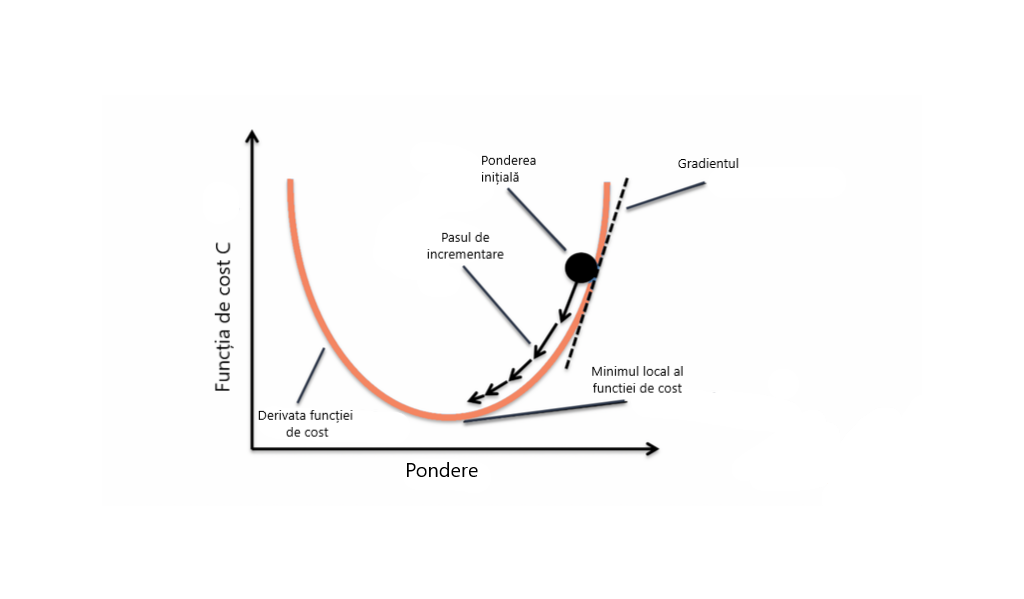 Ponderea
inițială
Gradientul
Pasul de
incrementare
Funcția de cost C
Minimul local al
functiei de cost
Derivata funcției
de cost
Pondere